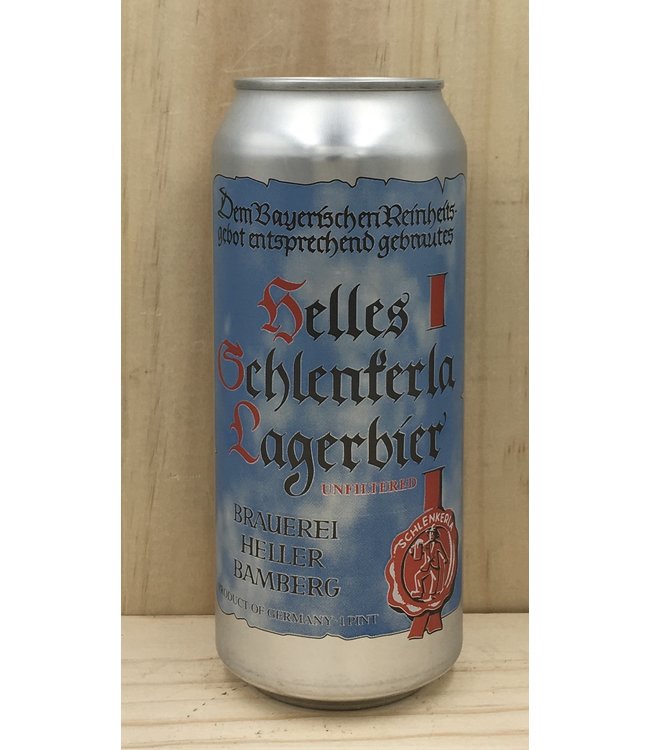 Dem Bayerischen Reinheits-
gebot entsprechend gebrautes
Helles
Schlenkerla
Lagerbier
UNFILTERED
BRAUEREI
HELLER
BAMBERG
PRODUCT OF GERMANY · 1 PINT
SCHLENKERLA